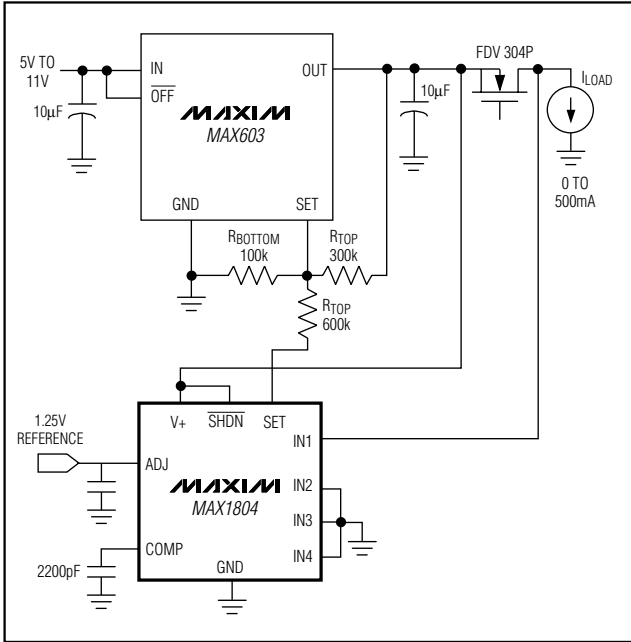 5V TO
11V
10µF
IN
OFF
OUT
MAXIM
MAX603
GND
SET
10µF
FDV 304P
ILOAD
0 TO
500mA
RBOTTOM
100k
RTOP
300k
RTOP
600k
1.25V
REFERENCE
V+
SHDN
SET
IN1
ADJ
MAXIM
MAX1804
IN2
IN3
IN4
COMP
GND
2200pF